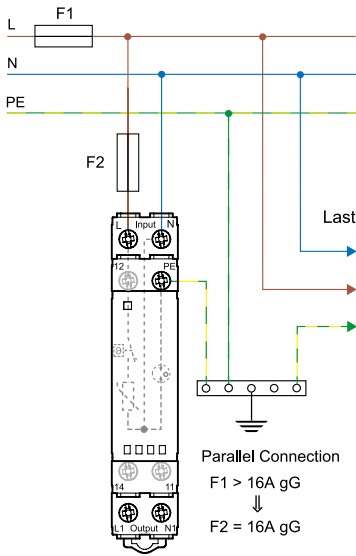 F1
L
N
PE
F2
Last
L Input N
12 PE
14 11
L1 Output N1
Parallel Connection
F1 > 16A gG
⇓
F2 = 16A gG